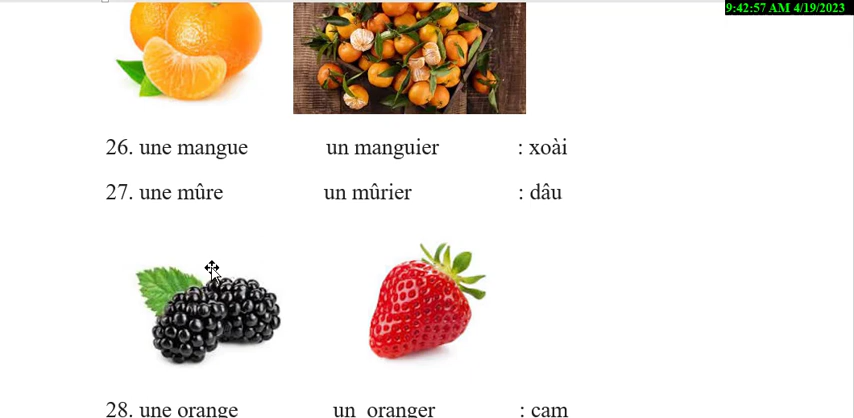 9:42:57 AM 4/19/2023
26. une mangue un manguier : xoài
27. une mûre un mûrier : dâu
28. une orange un oranger : cam